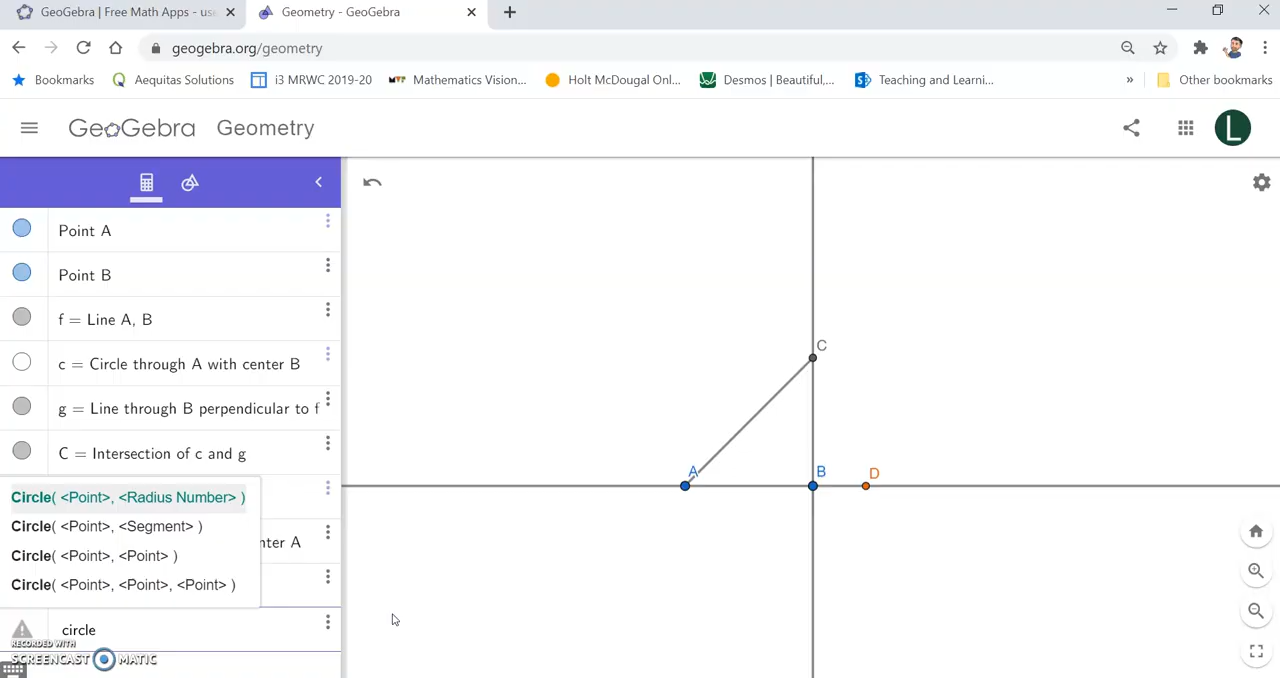 GeoGebra | Free Math Apps - use
Geometry - GeoGebra
geogebra.org/geometry
Bookmarks
Aequitas Solutions
i3 MRWC 2019-20
Mathematics Vision...
Holt McDougal Onl...
Desmos | Beautiful,...
Teaching and Learni...
»
Other bookmarks
GeoGebra Geometry
L
Point A
Point B
f = Line A, B
c = Circle through A with center B
g = Line through B perpendicular to f
C = Intersection of c and g
Circle( <Point>, <Radius Number> )
Circle( <Point>, <Segment> )
Circle( <Point>, <Point> )
nter A
Circle( <Point>, <Point>, <Point> )
circle
RECORDED WITH
SCREENCAST MATIC
C
A
B
D